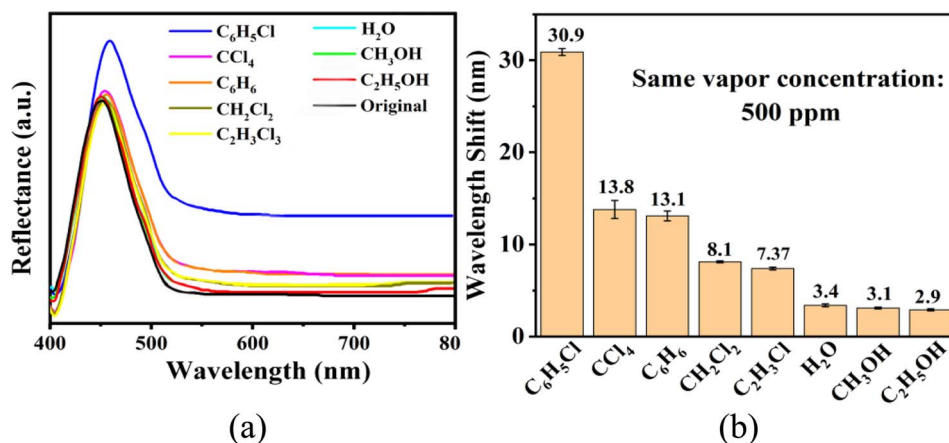 (a)
Reflectance (a.u.)
C₆H₅Cl
CCl₄
C₆H₆
CH₂Cl₂
C₂H₃Cl₃
H₂O
CH₃OH
C₂H₅OH
Original
400 500 600 700 80
Wavelength (nm)
(a)
(b)
Wavelength Shift (nm)
30
20
10
0
Same vapor concentration:
500 ppm
30.9
13.8
13.1
8.1
7.37
3.4
3.1
2.9
C₆H₅Cl
CCl₄
C₆H₆
CH₂Cl₂
C₂H₃Cl
H₂O
CH₃OH
C₂H₅OH
(b)